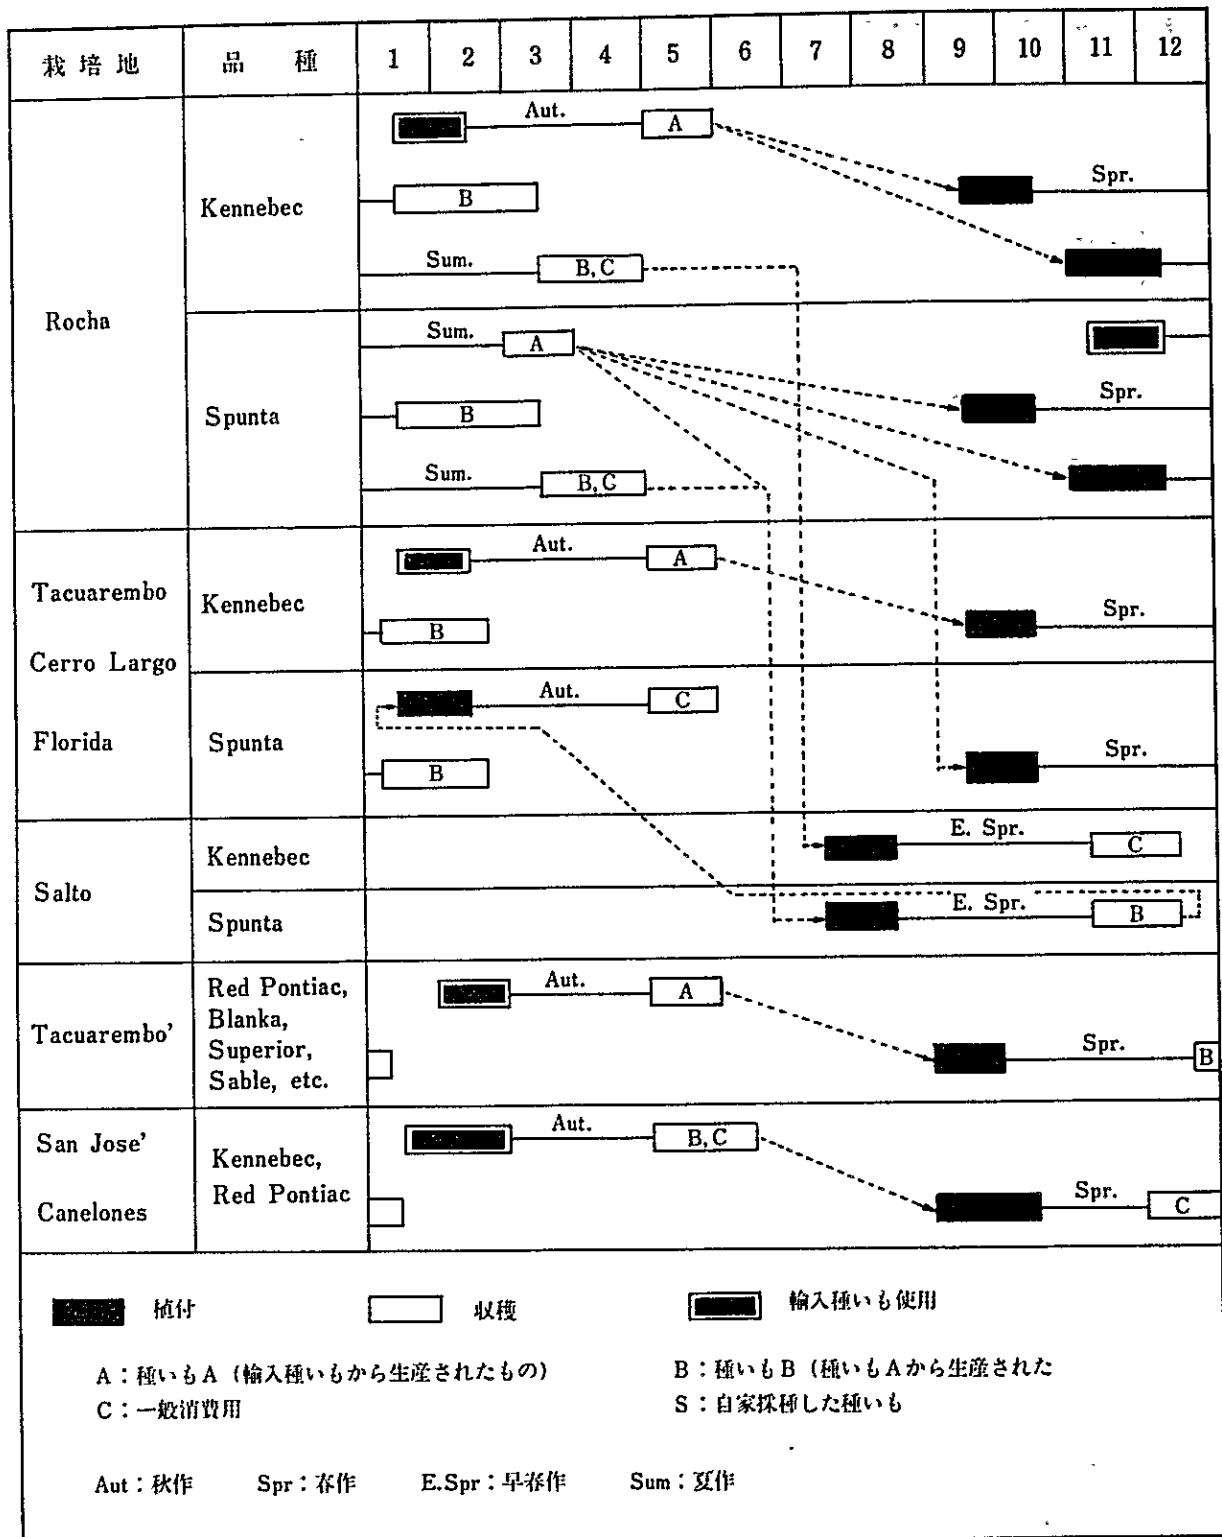 栽培地 品種 1 2 3 4 5 6 7 8 9 10 11 12
Aut.
A
Spr.
B
Kennebec
Sum.
B, C
Rocha
Sum.
A
Spr.
Spunta
B
Sum.
B, C
Aut.
A
Tacuarembo
Kennebec
Spr.
B
Cerro Largo
Aut.
C
Florida
Spunta
Spr.
B
E. Spr.
Kennebec
C
Salto
E. Spr.
Spunta
B
Red Pontiac,
Aut.
A
Blanka,
Tacuarembo'
Superior,
Spr.
B
Sable, etc.
Aut.
San Jose'
B, C
Kennebec,
Red Pontiac
Spr.
Canelones
C
植付 収穫 輸入種いも使用
A：種いもA（輸入種いもから生産されたもの） B：種いもB（種いもAから生産された
C：一般消費用 S：自家採種した種いも
Aut：秋作 Spr：春作 E.Spr：早春作 Sum：夏作